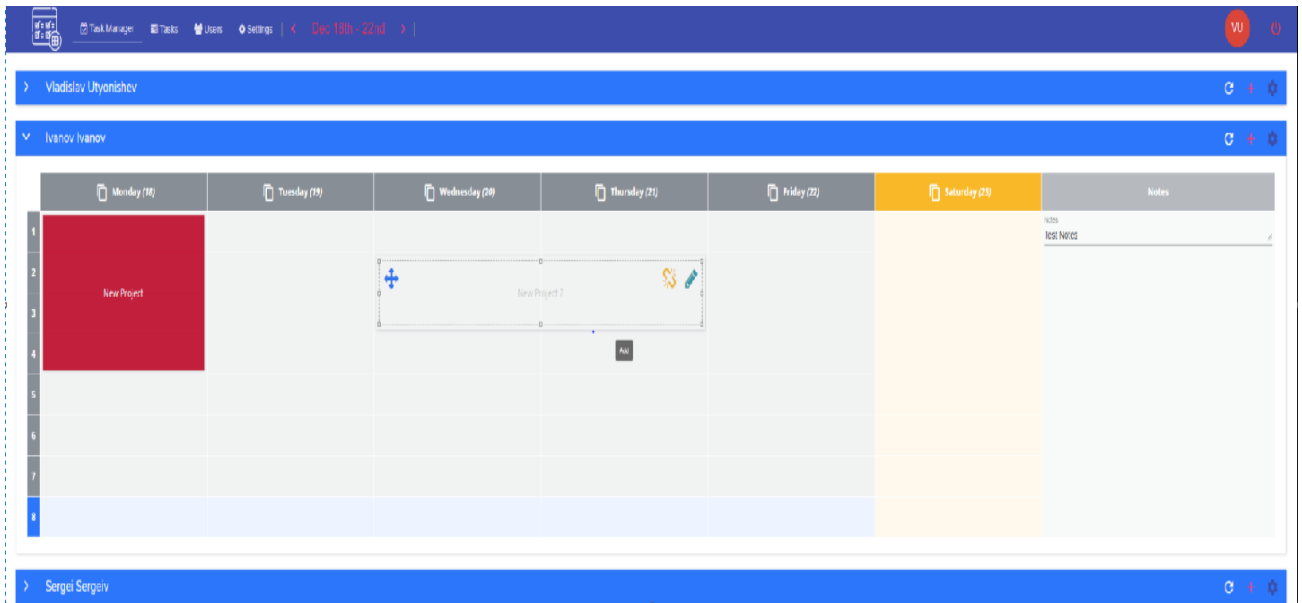 Task Manager Tasks Users Settings | < Dec 18th - 22nd > | VU
Vladislav Utyonishev
Ivanov Ivanov
Monday (18) Tuesday (19) Wednesday (20) Thursday (21) Friday (22) Saturday (23) Notes
1
Notes
Test Notes
2
New Project
New Project 2
3
Add
4
5
6
7
8
Sergei Sergeiv